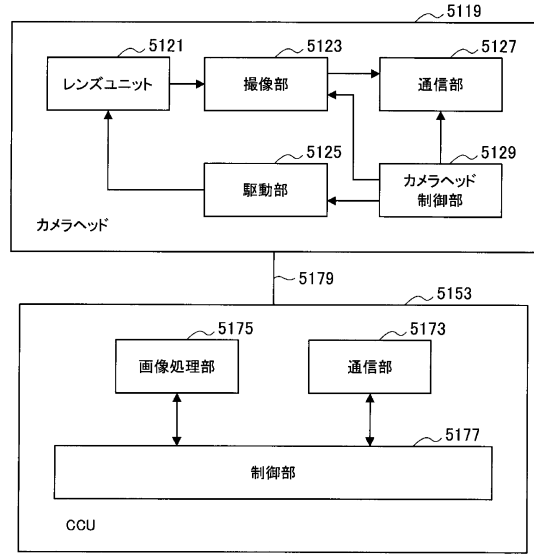 5119
5121
5123
5127
レンズユニット
撮像部
通信部
5125
5129
駆動部
カメラヘッド
制御部
カメラヘッド
5179
5153
5175
5173
画像処理部
通信部
5177
制御部
CCU